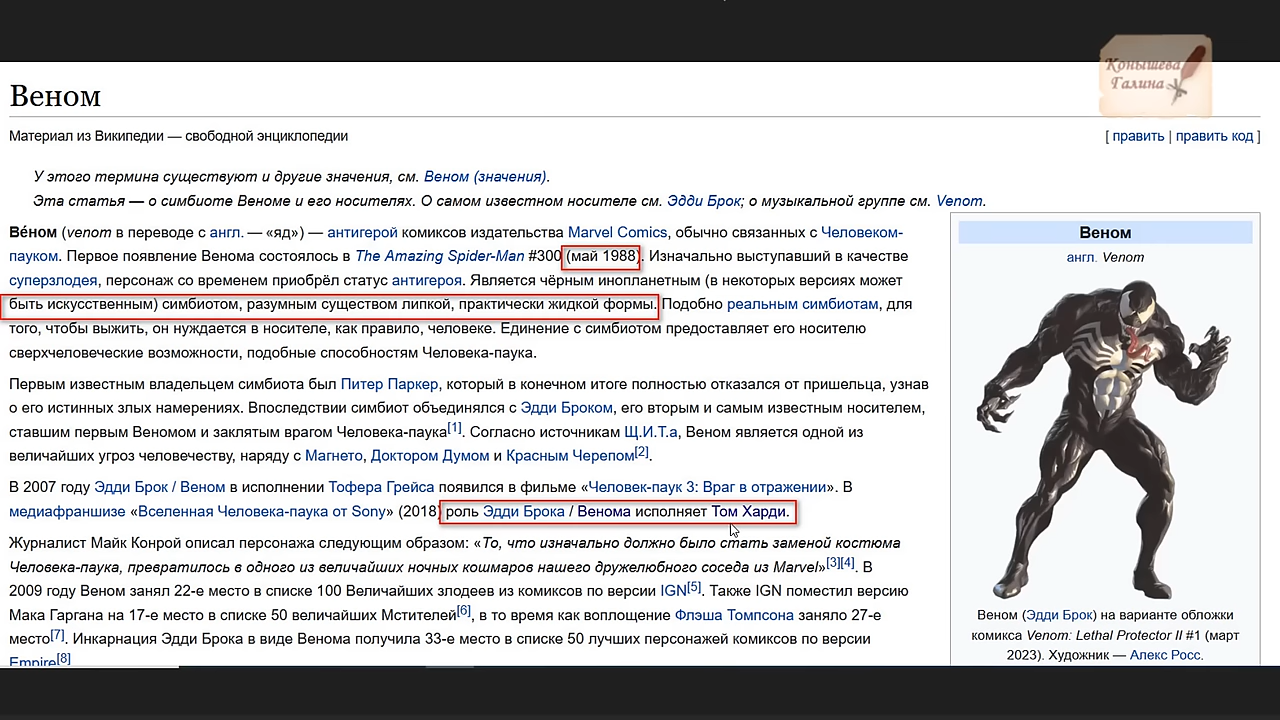 Конышева
Галина
Веном
Материал из Википедии — свободной энциклопедии
[ править | править код ]
У этого термина существуют и другие значения, см. Веном (значения).
Эта статья — о симбиоте Веноме и его носителях. О самом известном носителе см. Эдди Брок; о музыкальной группе см. Venom.
Ве́ном (venom в переводе с англ. — «яд») — антигерой комиксов издательства Marvel Comics, обычно связанных с Человеком-
пауком. Первое появление Венома состоялось в The Amazing Spider-Man #300 (май 1988). Изначально выступавший в качестве
суперзлодея, персонаж со временем приобрёл статус антигероя. Является чёрным инопланетным (в некоторых версиях может
быть искусственным) симбиотом, разумным существом липкой, практически жидкой формы. Подобно реальным симбиотам, для
того, чтобы выжить, он нуждается в носителе, как правило, человеке. Единение с симбиотом предоставляет его носителю
сверхчеловеческие возможности, подобные способностям Человека-паука.
Первым известным владельцем симбиота был Питер Паркер, который в конечном итоге полностью отказался от пришельца, узнав
о его истинных злых намерениях. Впоследствии симбиот объединялся с Эдди Броком, его вторым и самым известным носителем,
ставшим первым Веномом и заклятым врагом Человека-паука[1]. Согласно источникам Щ.И.Т.а, Веном является одной из
величайших угроз человечеству, наряду с Магнето, Доктором Думом и Красным Черепом[2].
В 2007 году Эдди Брок / Веном в исполнении Тофера Грейса появился в фильме «Человек-паук 3: Враг в отражении». В
медиафраншизе «Вселенная Человека-паука от Sony» (2018) роль Эдди Брока / Венома исполняет Том Харди.
Журналист Майк Конрой описал персонажа следующим образом: «То, что изначально должно было стать заменой костюма
Человека-паука, превратилось в одного из величайших ночных кошмаров нашего дружелюбного соседа из Marvel»[3][4]. В
2009 году Веном занял 22-е место в списке 100 Величайших злодеев из комиксов по версии IGN[5]. Также IGN поместил версию
Мака Гаргана на 17-е место в списке 50 величайших Мстителей[6], в то время как воплощение Флэша Томпсона заняло 27-е
место[7]. Инкарнация Эдди Брока в виде Венома получила 33-е место в списке 50 лучших персонажей комиксов по версии
Empire[8]
Веном
англ. Venom
Веном (Эдди Брок) на варианте обложки
комикса Venom: Lethal Protector II #1 (март
2023). Художник — Алекс Росс.